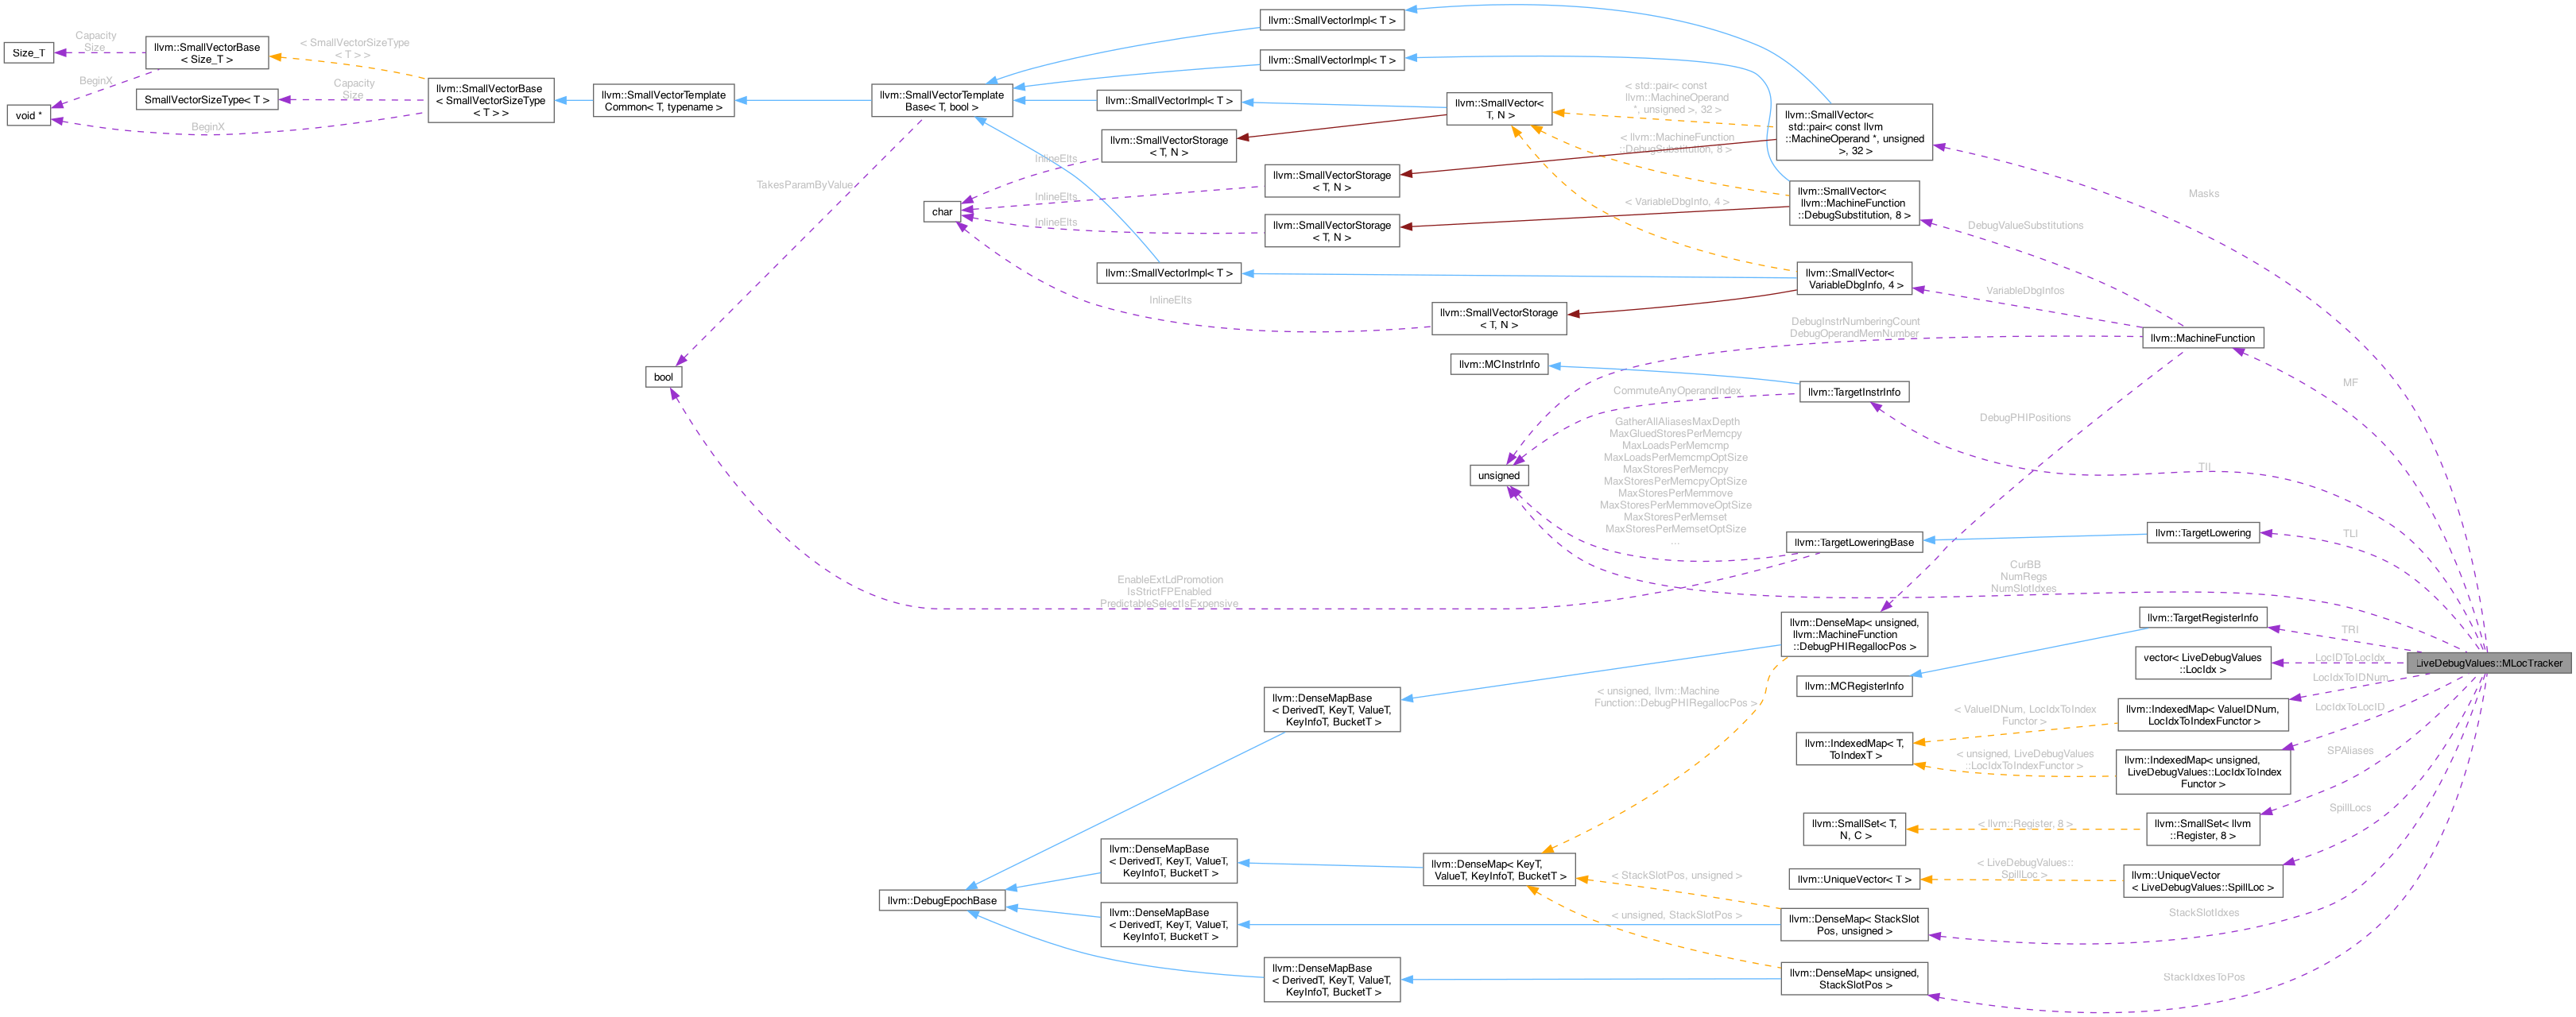 Size_T
void *
Capacity
Size
BeginX
llvm::SmallVectorBase
< Size_T >
SmallVectorSizeType< T >
BeginX
< SmallVectorSizeType
< T > >
Capacity
Size
llvm::SmallVectorBase
< SmallVectorSizeType
< T > >
llvm::SmallVectorTemplate
Common< T, typename >
llvm::SmallVectorTemplate
Base< T, bool >
TakesParamByValue
char
bool
llvm::SmallVectorImpl< T >
llvm::SmallVectorImpl< T >
llvm::SmallVectorImpl< T >
llvm::SmallVectorStorage
< T, N >
InlineElts
llvm::SmallVectorStorage
< T, N >
InlineElts
llvm::SmallVectorStorage
< T, N >
InlineElts
llvm::SmallVectorImpl< T >
llvm::SmallVectorStorage
< T, N >
InlineElts
llvm::SmallVector<
T, N >
< std::pair< const
llvm::MachineOperand
*, unsigned >, 32 >
< llvm::MachineFunction
::DebugSubstitution, 8 >
< VariableDbgInfo, 4 >
llvm::SmallVector<
std::pair< const llvm
::MachineOperand *, unsigned
>, 32 >
llvm::SmallVector<
llvm::MachineFunction
::DebugSubstitution, 8 >
llvm::SmallVector<
VariableDbgInfo, 4 >
Masks
DebugValueSubstitutions
VariableDbgInfos
DebugInstrNumberingCount
DebugOperandMemNumber
llvm::MachineFunction
llvm::MCInstrInfo
llvm::TargetInstrInfo
CommuteAnyOperandIndex
MF
DebugPHIPositions
GatherAllAliasesMaxDepth
MaxGluedStoresPerMemcpy
MaxLoadsPerMemcmp
MaxLoadsPerMemcmpOptSize
MaxStoresPerMemcpy
MaxStoresPerMemcpyOptSize
MaxStoresPerMemmove
MaxStoresPerMemmoveOptSize
MaxStoresPerMemset
MaxStoresPerMemsetOptSize
...
unsigned
TII
llvm::TargetLoweringBase
llvm::TargetLowering
TLI
EnableExtLdPromotion
IsStrictFPEnabled
PredictableSelectIsExpensive
CurBB
NumRegs
NumSlotIdxes
llvm::DenseMap< unsigned,
llvm::MachineFunction
::DebugPHIRegallocPos >
llvm::TargetRegisterInfo
TRI
vector< LiveDebugValues
::LocIdx >
LocIDToLocIdx
LiveDebugValues::MLocTracker
llvm::MCRegisterInfo
llvm::DenseMapBase
< DerivedT, KeyT, ValueT,
KeyInfoT, BucketT >
< unsigned, llvm::Machine
Function::DebugPHIRegallocPos >
< ValueIDNum, LocIdxToIndex
Functor >
llvm::IndexedMap< ValueIDNum,
LocIdxToIndexFunctor >
LocIdxToIDNum
LocIdxToLocID
llvm::IndexedMap< T,
ToIndexT >
< unsigned, LiveDebugValues
::LocIdxToIndexFunctor >
llvm::IndexedMap< unsigned,
LiveDebugValues::LocIdxToIndex
Functor >
SPAliases
llvm::SmallSet< T,
N, C >
< llvm::Register, 8 >
llvm::SmallSet< llvm
::Register, 8 >
SpillLocs
llvm::UniqueVector< T >
< LiveDebugValues::
SpillLoc >
llvm::UniqueVector
< LiveDebugValues::SpillLoc >
llvm::DebugEpochBase
llvm::DenseMapBase
< DerivedT, KeyT, ValueT,
KeyInfoT, BucketT >
llvm::DenseMap< KeyT,
ValueT, KeyInfoT, BucketT >
< StackSlotPos, unsigned >
< unsigned, StackSlotPos >
llvm::DenseMapBase
< DerivedT, KeyT, ValueT,
KeyInfoT, BucketT >
llvm::DenseMap< StackSlot
Pos, unsigned >
StackSlotIdxes
llvm::DenseMapBase
< DerivedT, KeyT, ValueT,
KeyInfoT, BucketT >
llvm::DenseMap< unsigned,
StackSlotPos >
StackIdxesToPos